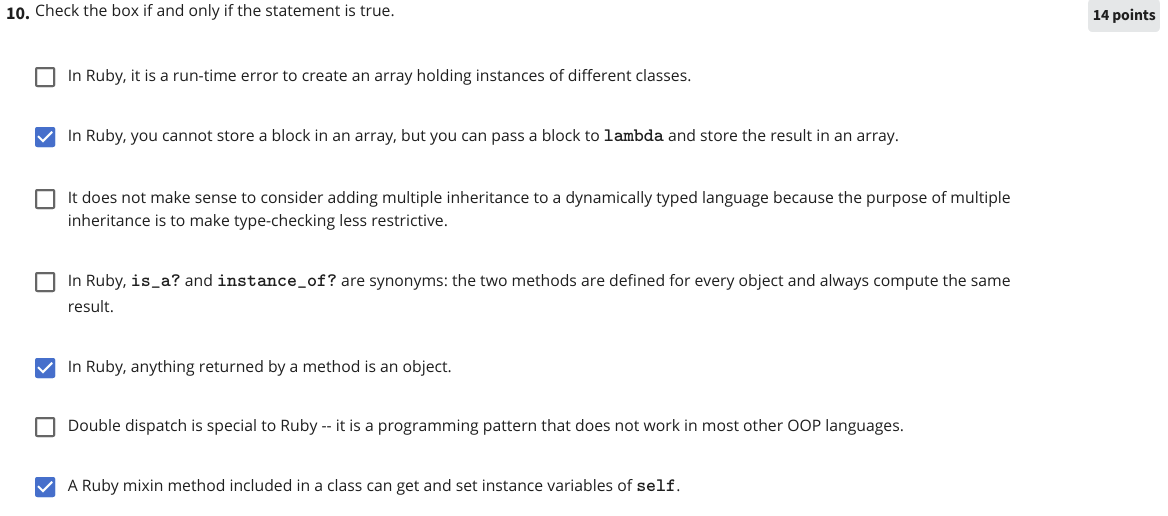 10. Check the box if and only if the statement is true.
14 points
In Ruby, it is a run-time error to create an array holding instances of different classes.
In Ruby, you cannot store a block in an array, but you can pass a block to lambda and store the result in an array.
It does not make sense to consider adding multiple inheritance to a dynamically typed language because the purpose of multiple
inheritance is to make type-checking less restrictive.
In Ruby, is_a? and instance_of? are synonyms: the two methods are defined for every object and always compute the same
result.
In Ruby, anything returned by a method is an object.
Double dispatch is special to Ruby -- it is a programming pattern that does not work in most other OOP languages.
A Ruby mixin method included in a class can get and set instance variables of self.